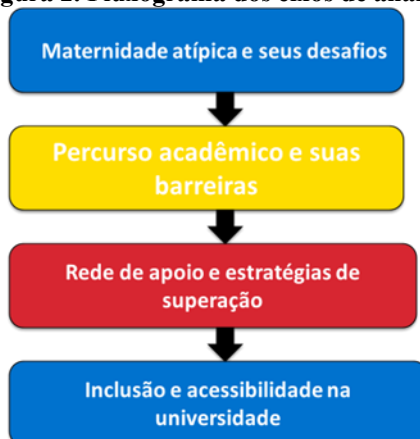 Maternidade atípica e seus desafios
Percurso acadêmico e suas
barreiras
Rede de apoio e estratégias de
superação
Inclusão e acessibilidade na
universidade